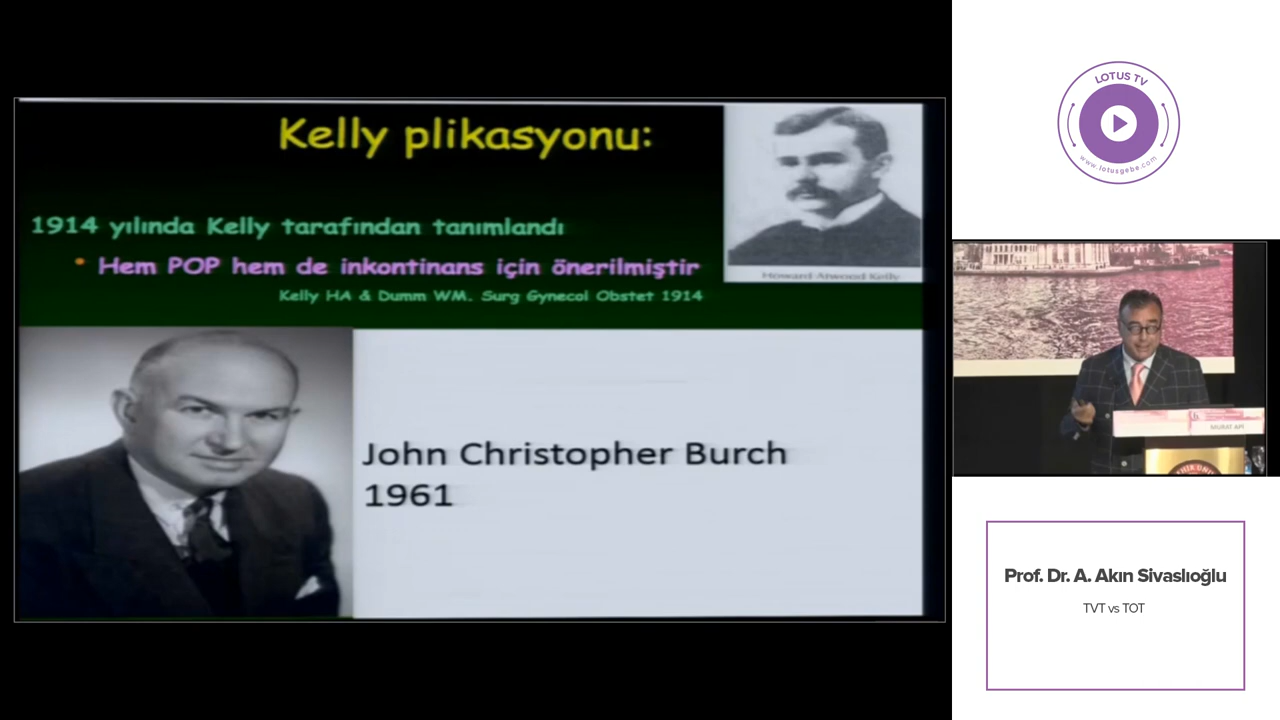 Kelly plikasyonu:
1914 yılında Kelly tarafından tanımlandı
• Hem POP hem de inkontinans için önerilmiştir
Kelly HA & Dumm WM. Surg Gynecol Obstet 1914
Howard Atwood Kelly
John Christopher Burch
1961
LOTUS TV
www.lotusgebe.com
MURAT API
Prof. Dr. A. Akın Sivaslıoğlu
TVT vs TOT